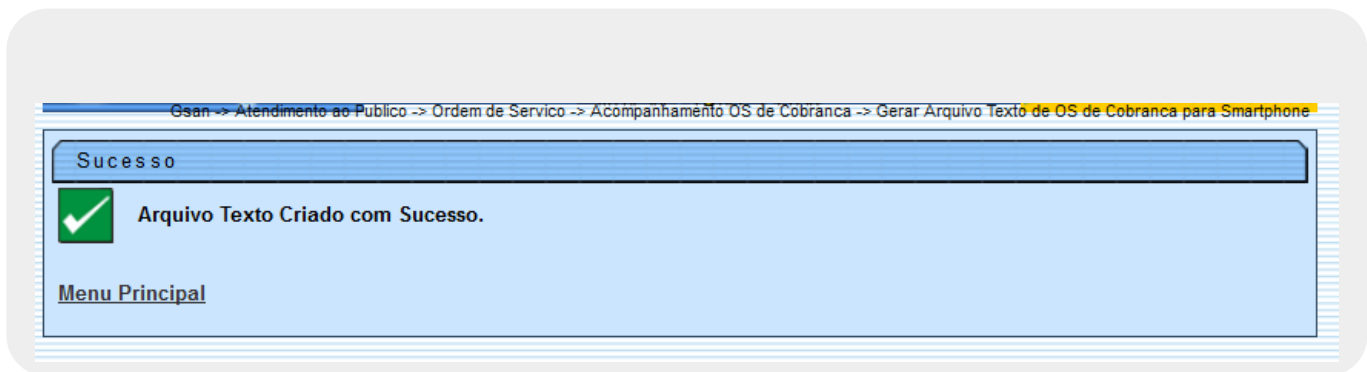 Gsan -> Atendimento ao Publico -> Ordem de Servico -> Acompanhamento OS de Cobranca -> Gerar Arquivo Texto de OS de Cobranca para Smartphone
Sucesso
Arquivo Texto Criado com Sucesso.
Menu Principal